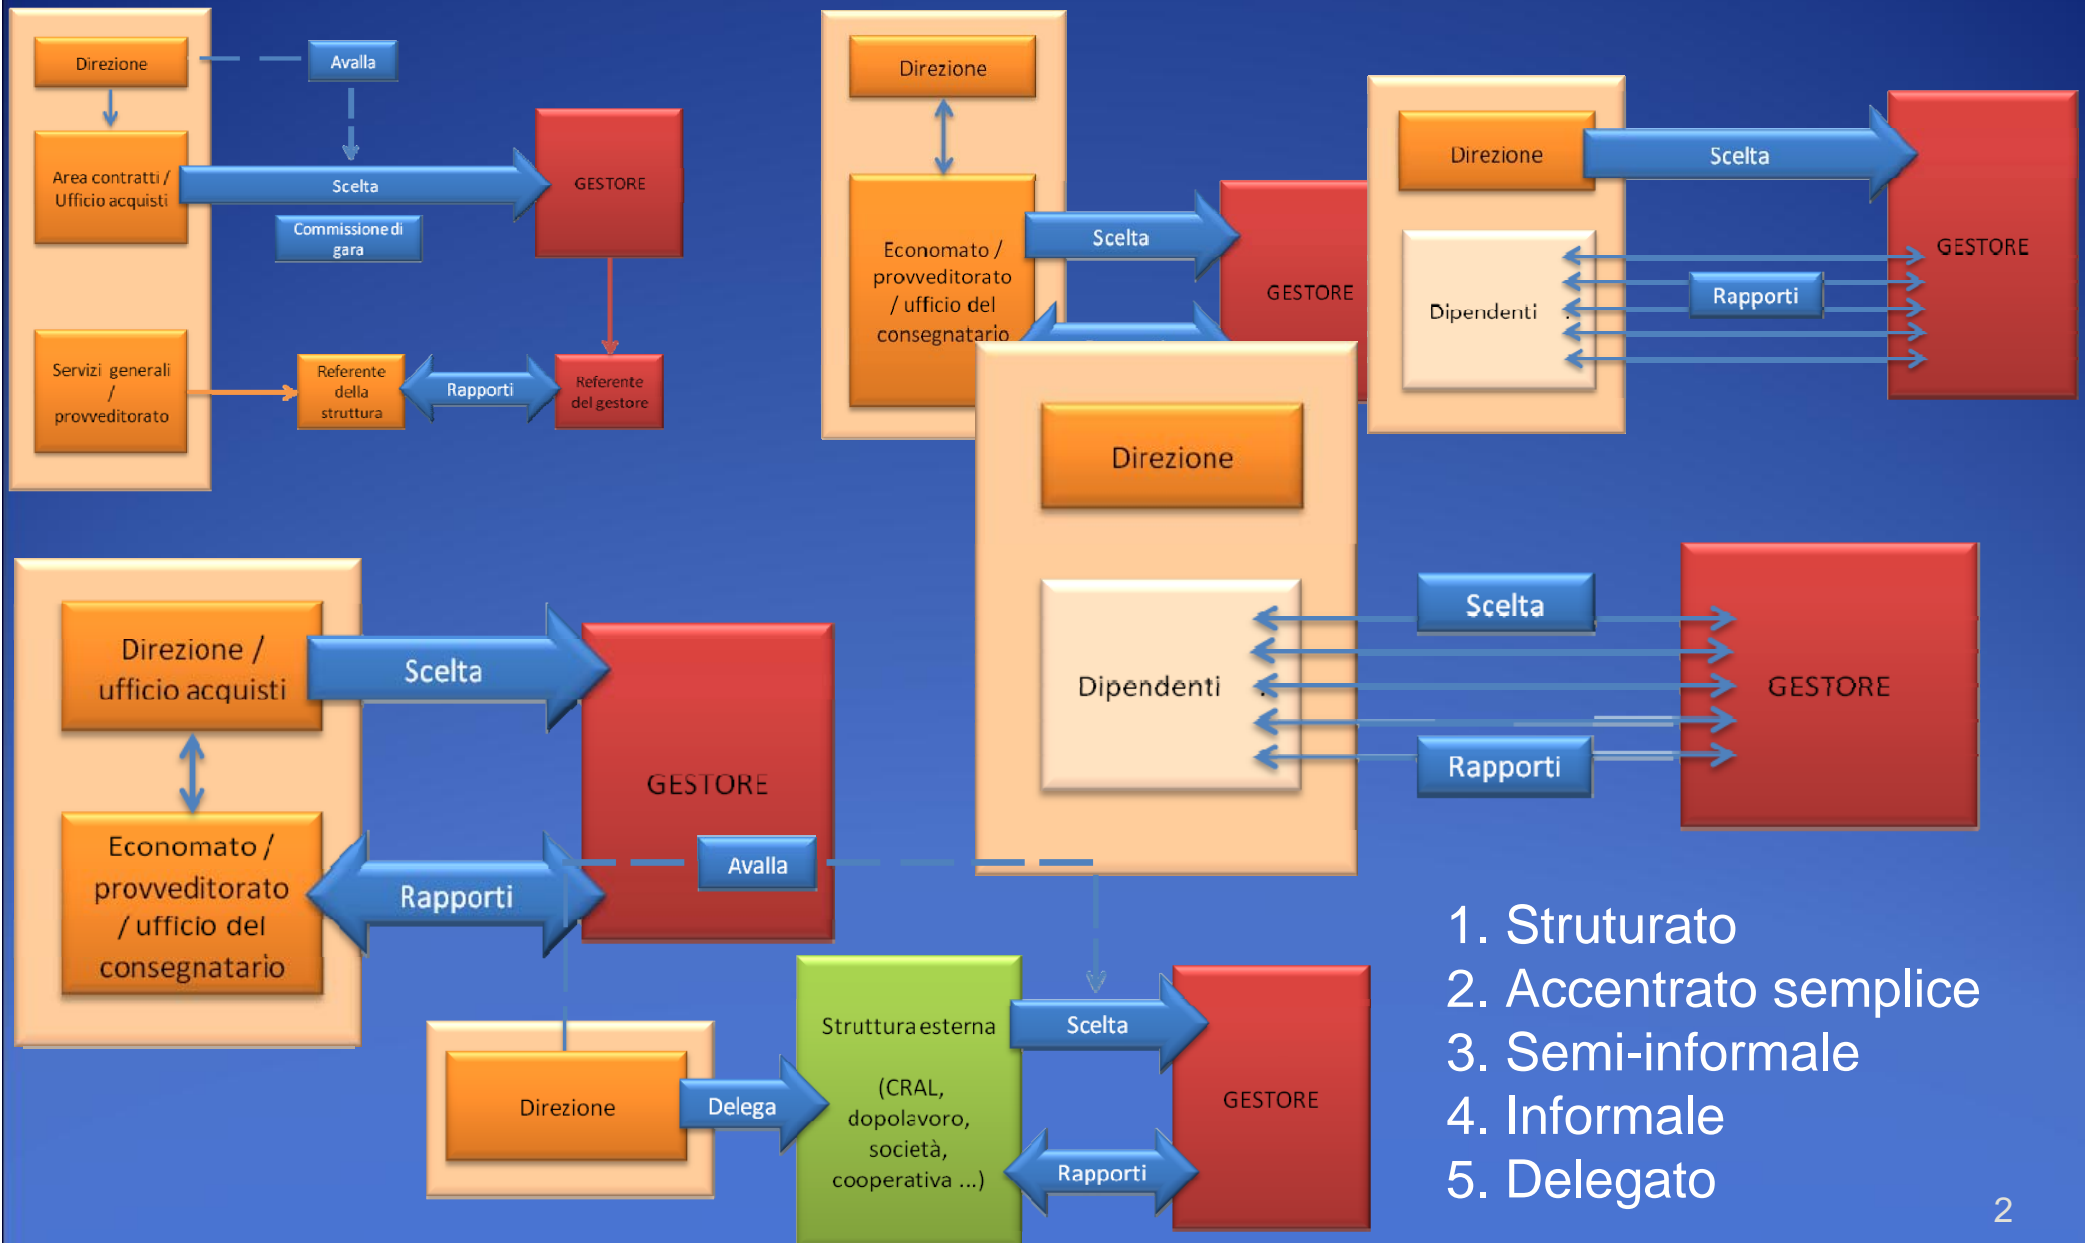 Direzione
Avalla
Area contratti /
Ufficio acquisti
Scelta
Commissione di
gara
GESTORE
Servizi generali
/
provveditorato
Referente
della
struttura
Rapporti
Referente
del gestore
Direzione
Economato /
provveditorato
/ ufficio del
consegnatario
Scelta
GESTORE
Direzione
Scelta
GESTORE
Dipendenti
Rapporti
Direzione
Dipendenti
Scelta
Rapporti
GESTORE
Direzione /
ufficio acquisti
Scelta
GESTORE
Economato /
provveditorato
/ ufficio del
consegnatario
Rapporti
Avalla
Direzione
Delega
Struttura esterna
(CRAL,
dopolavoro,
società,
cooperativa ...)
Scelta
Rapporti
GESTORE
1. Struturato
2. Accentrato semplice
3. Semi-informale
4. Informale
5. Delegato
2